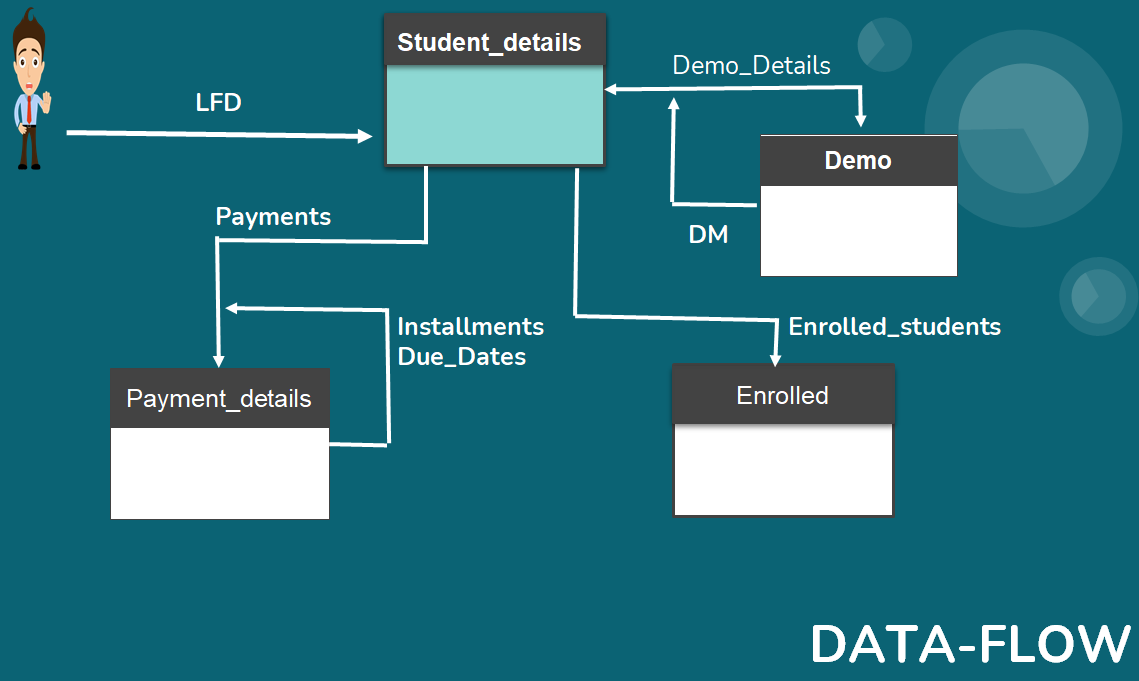 Student_details
Demo_Details
LFD
Demo
Payments
DM
Installments
Due_Dates
Enrolled_students
Payment_details
Enrolled
DATA-FLOW